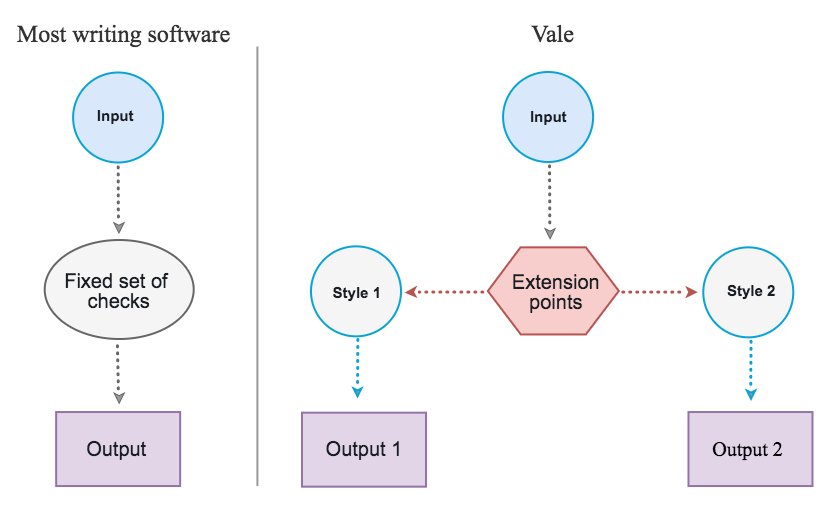 Most writing software
Input
Fixed set of
checks
Output
Vale
Input
Extension
points
Style 1
Style 2
Output 1
Output 2